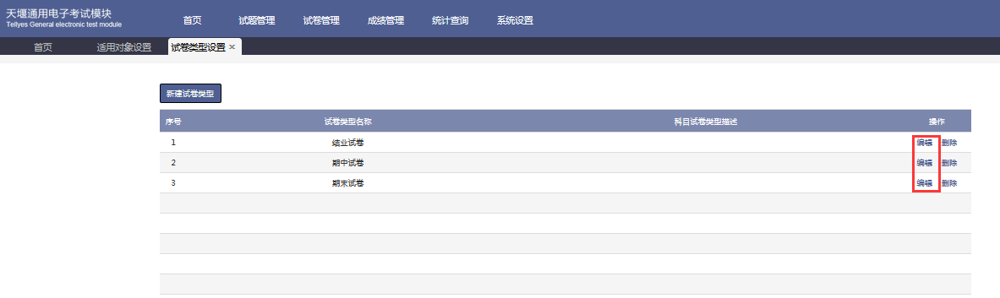 天堰通用电子考试模块
Tellyes General electronic test module
首页 试题管理 试卷管理 成绩管理 统计查询 系统设置
首页 适用对象设置 试卷类型设置 ×
新建试卷类型
序号 试卷类型名称 科目试卷类型描述 操作
1 结业试卷 编辑 删除
2 期中试卷 编辑 删除
3 期末试卷 编辑 删除